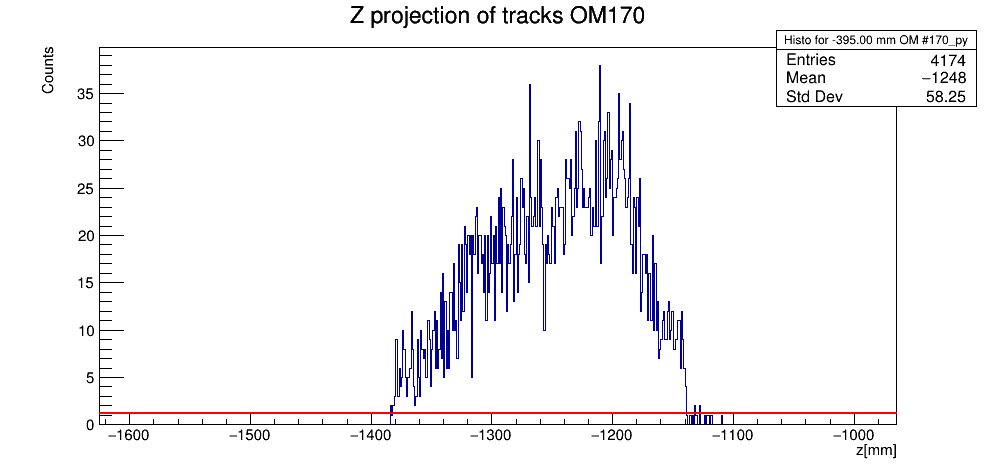 Z projection of tracks OM170
Histo for -395.00 mm OM #170_py
Entries 4174
Mean −1248
Std Dev 58.25
Counts
35
30
25
20
15
10
5
0
−1600 −1500 −1400 −1300 −1200 −1100 −1000
z[mm]